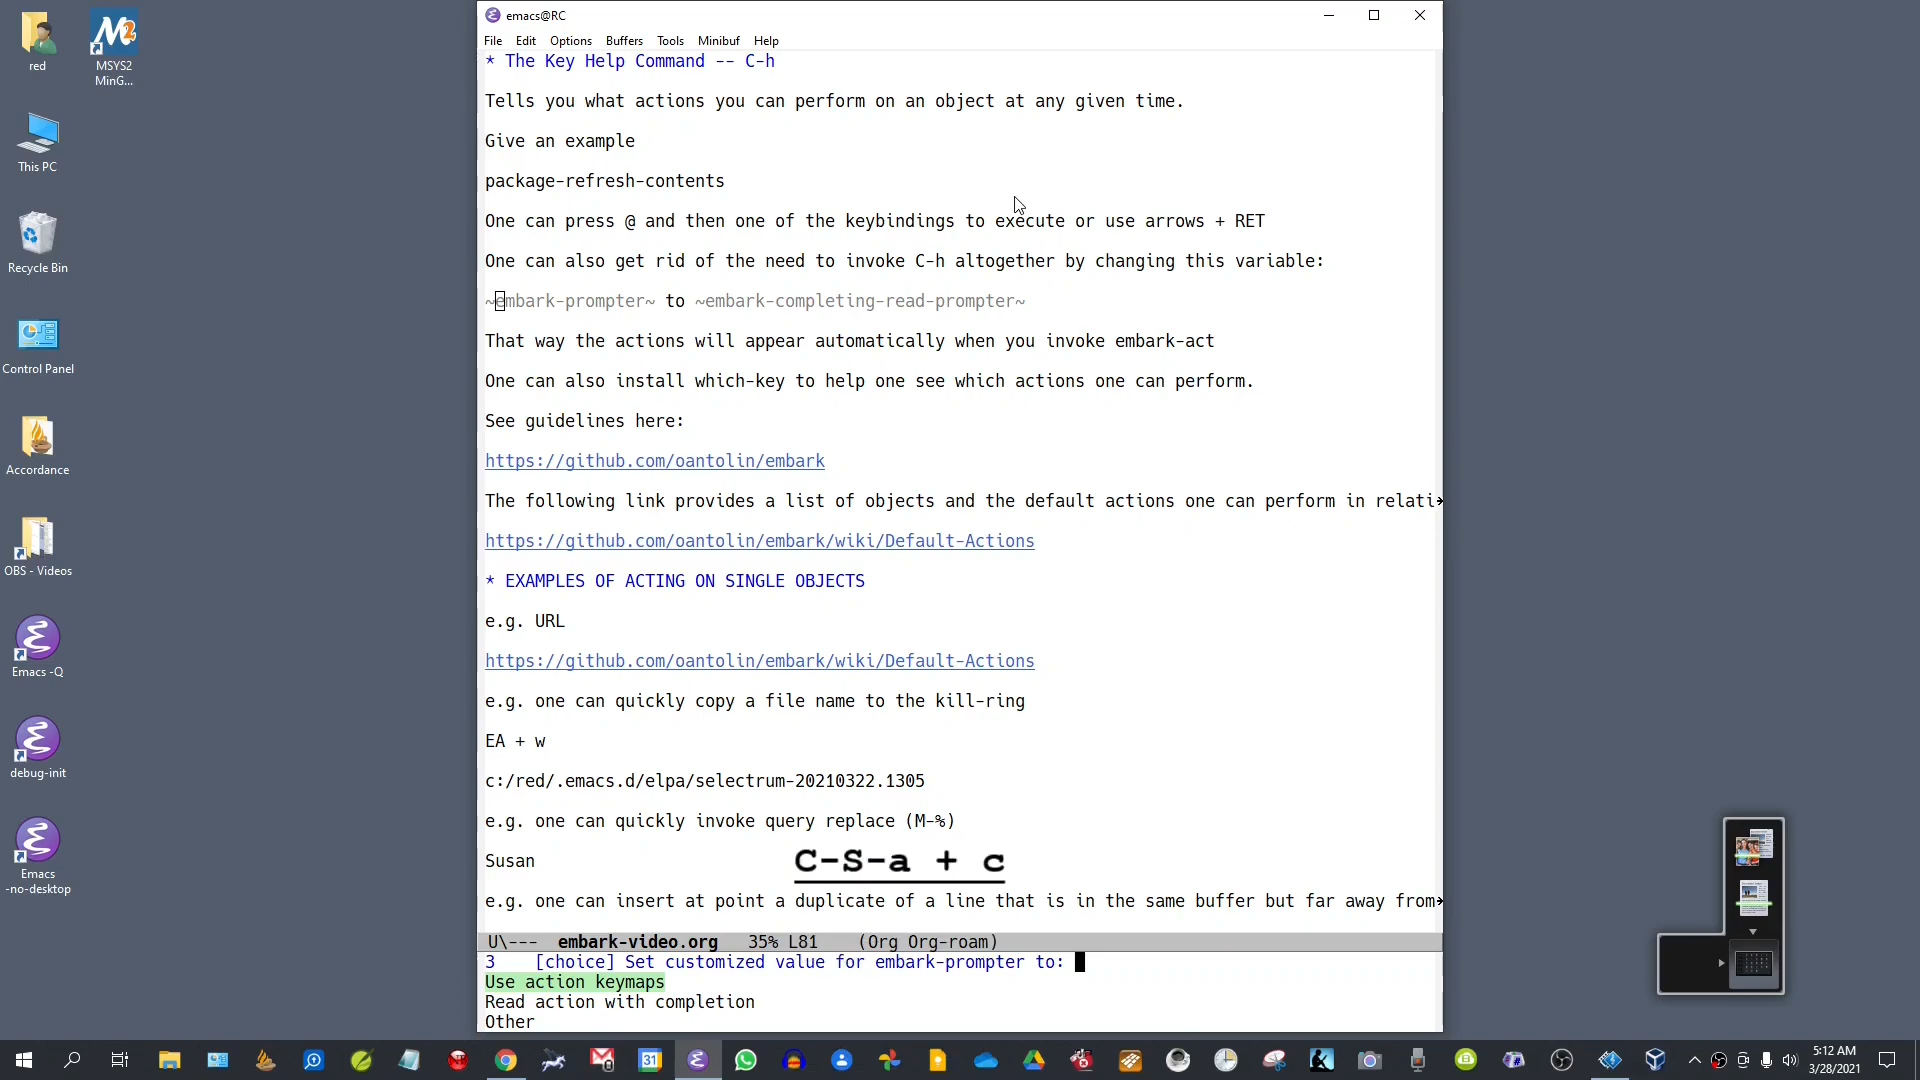 red
MSYS2
MinG...
This PC
Recycle Bin
Control Panel
Accordance
OBS - Videos
Emacs -Q
debug-init
Emacs
-no-desktop
emacs@RC
File Edit Options Buffers Tools Minibuf Help
* The Key Help Command -- C-h
Tells you what actions you can perform on an object at any given time.
Give an example
package-refresh-contents
One can press @ and then one of the keybindings to execute or use arrows + RET
One can also get rid of the need to invoke C-h altogether by changing this variable:
~embark-prompter~ to ~embark-completing-read-prompter~
That way the actions will appear automatically when you invoke embark-act
One can also install which-key to help one see which actions one can perform.
See guidelines here:
https://github.com/oantolin/embark
The following link provides a list of objects and the default actions one can perform in relati
https://github.com/oantolin/embark/wiki/Default-Actions
* EXAMPLES OF ACTING ON SINGLE OBJECTS
e.g. URL
https://github.com/oantolin/embark/wiki/Default-Actions
e.g. one can quickly copy a file name to the kill-ring
EA + w
c:/red/.emacs.d/elpa/selectrum-20210322.1305
e.g. one can quickly invoke query replace (M-%)
Susan
C-S-a + c
e.g. one can insert at point a duplicate of a line that is in the same buffer but far away from
U\--- embark-video.org 35% L81 (Org Org-roam)
3 [choice] Set customized value for embark-prompter to:
Use action keymaps
Read action with completion
Other
5:12 AM
3/28/2021